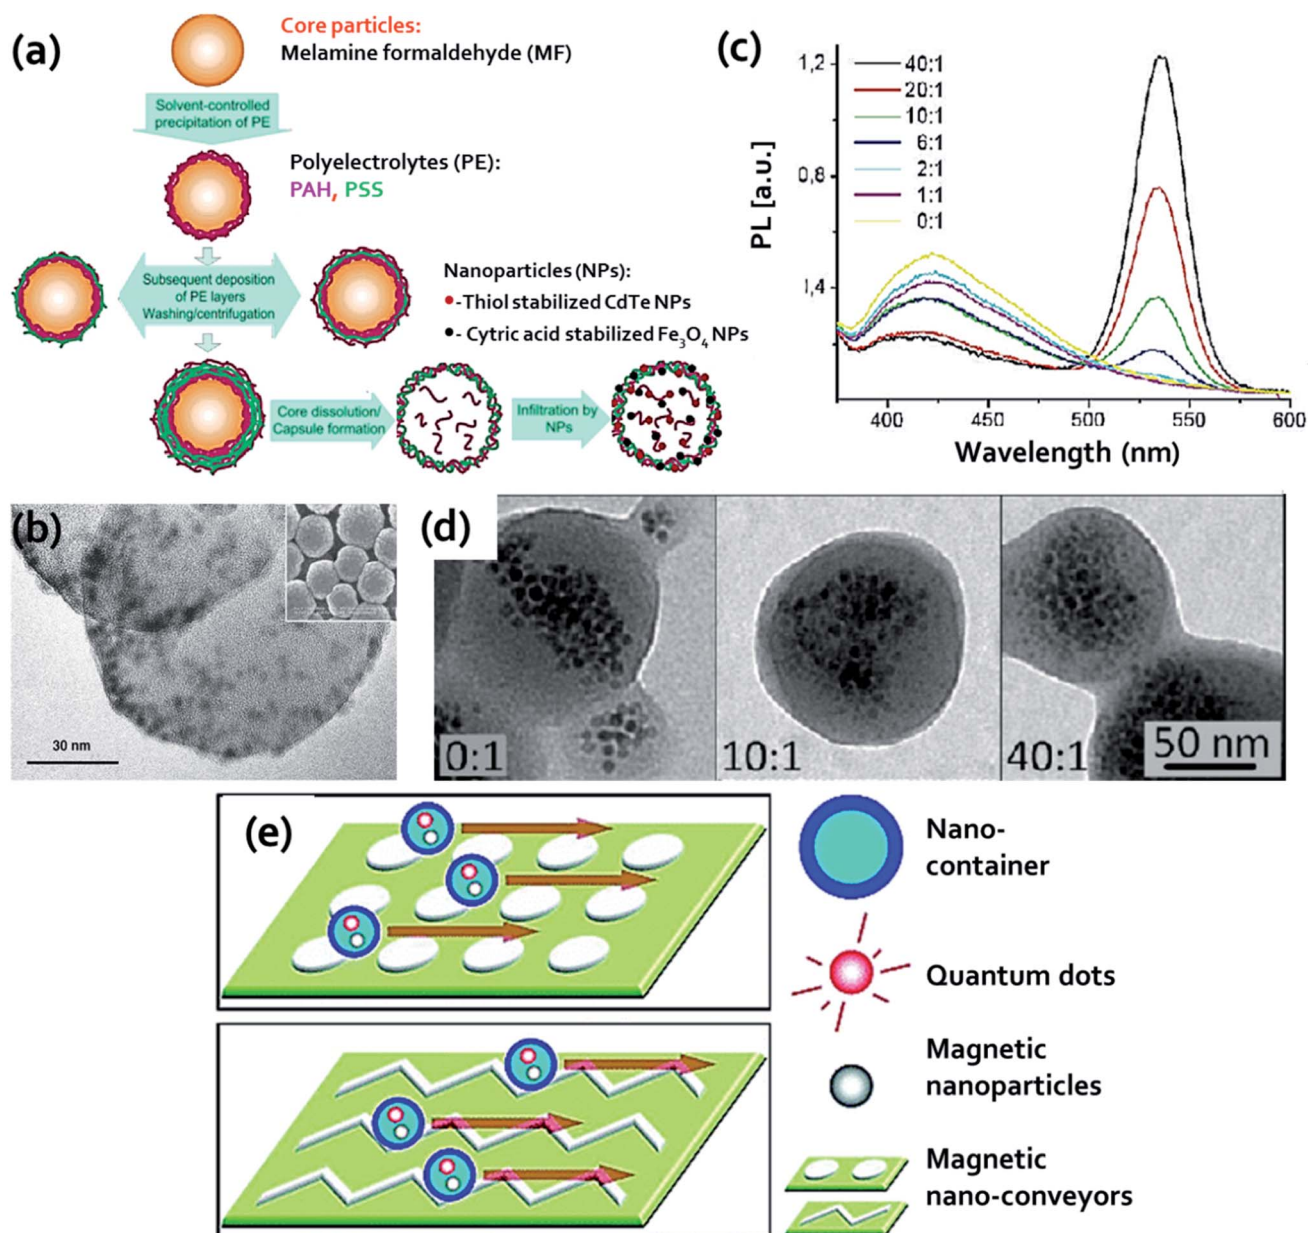 (a)
Core particles:
Melamine formaldehyde (MF)
Solvent-controlled
precipitation of PE
Polyelectrolytes (PE):
PAH, PSS
Subsequent deposition
of PE layers
Washing/centrifugation
Nanoparticles (NPs):
-Thiol stabilized CdTe NPs
- Cytric acid stabilized Fe3O4 NPs
Core dissolution/
Capsule formation
Infiltration by
NPs
(c)
PL [a.u.]
1,2
0,8
1,4
40:1
20:1
10:1
6:1
2:1
1:1
0:1
400
450
500
550
600
Wavelength (nm)
(b)
30 nm
(d)
0:1
10:1
40:1
50 nm
(e)
Nano-
container
Quantum dots
Magnetic
nanoparticles
Magnetic
nano-conveyors